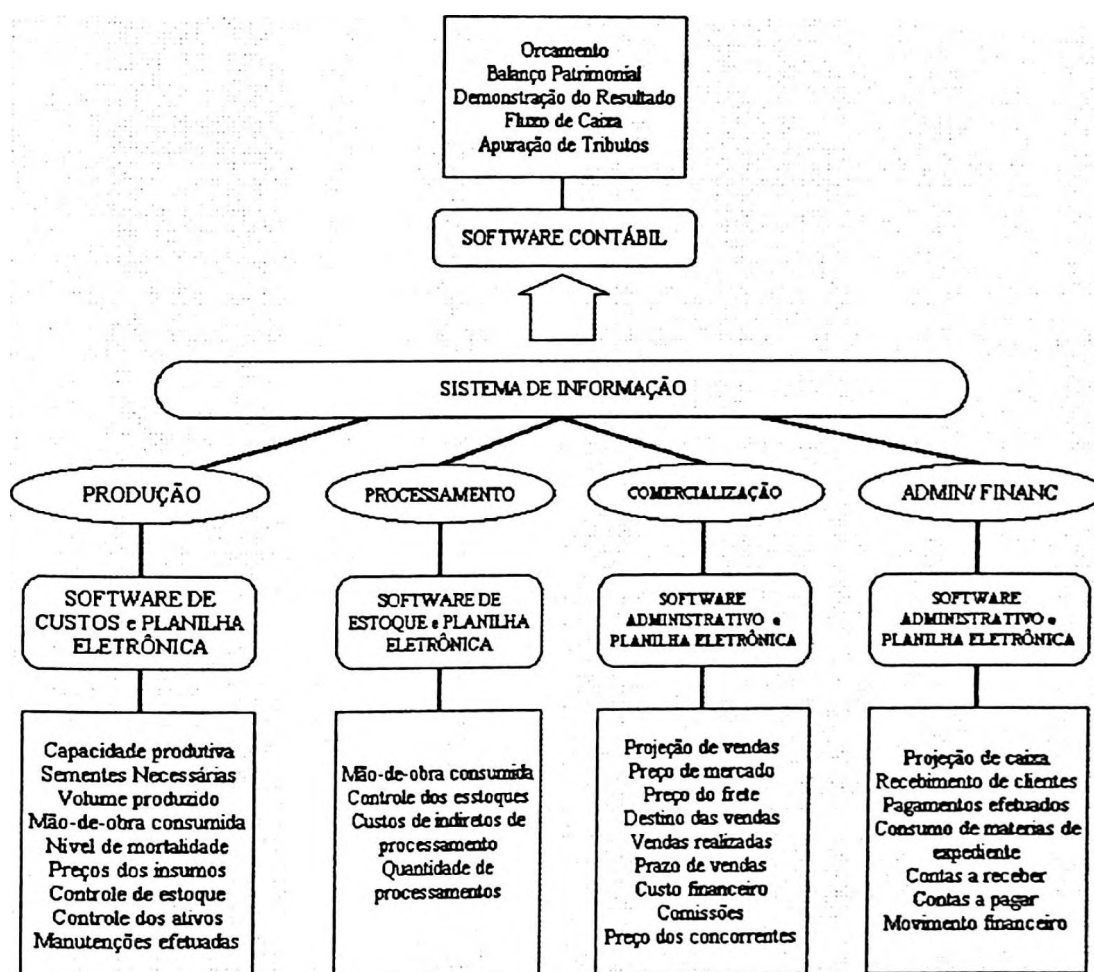 Orcamento
Balanço Patrimonial
Demonstração do Resultado
Fluxo de Caixa
Apuração de Tributos
SOFTWARE CONTÁBIL
SISTEMA DE INFORMAÇÃO
PRODUÇÃO
SOFTWARE DE
CUSTOS e PLANILHA
ELETRÔNICA
Capacidade produtiva
Sementes Necessárias
Volume produzido
Mão-de-obra consumida
Nivel de mortalidade
Preços dos insumos
Controle de estoque
Controle dos ativos
Manutenções efetuadas
PROCESSAMENTO
SOFTWARE DE
ESTOQUE e PLANILHA
ELETRÔNICA
Mão-de-obra consumida
Controle dos esstoques
Custos de indiretos de
processamento
Quantidade de
processamentos
COMERCIALIZAÇÃO
SOFTWARE
ADMINISTRATIVO e
PLANILHA ELETRÔNICA
Projeção de vendas
Preço de mercado
Preço do frete
Destino das vendas
Vendas realizadas
Prazo de vendas
Custo financeiro
Comissões
Preço dos concorrentes
ADMIN/ FINANC
SOFTWARE
ADMINISTRATIVO e
PLANILHA ELETRÔNICA
Projeção de caixa
Recebimento de clientes
Pagamentos efetuados
Consumo de materias de
expediente
Contas a receber
Contas a pagar
Movimento financeiro